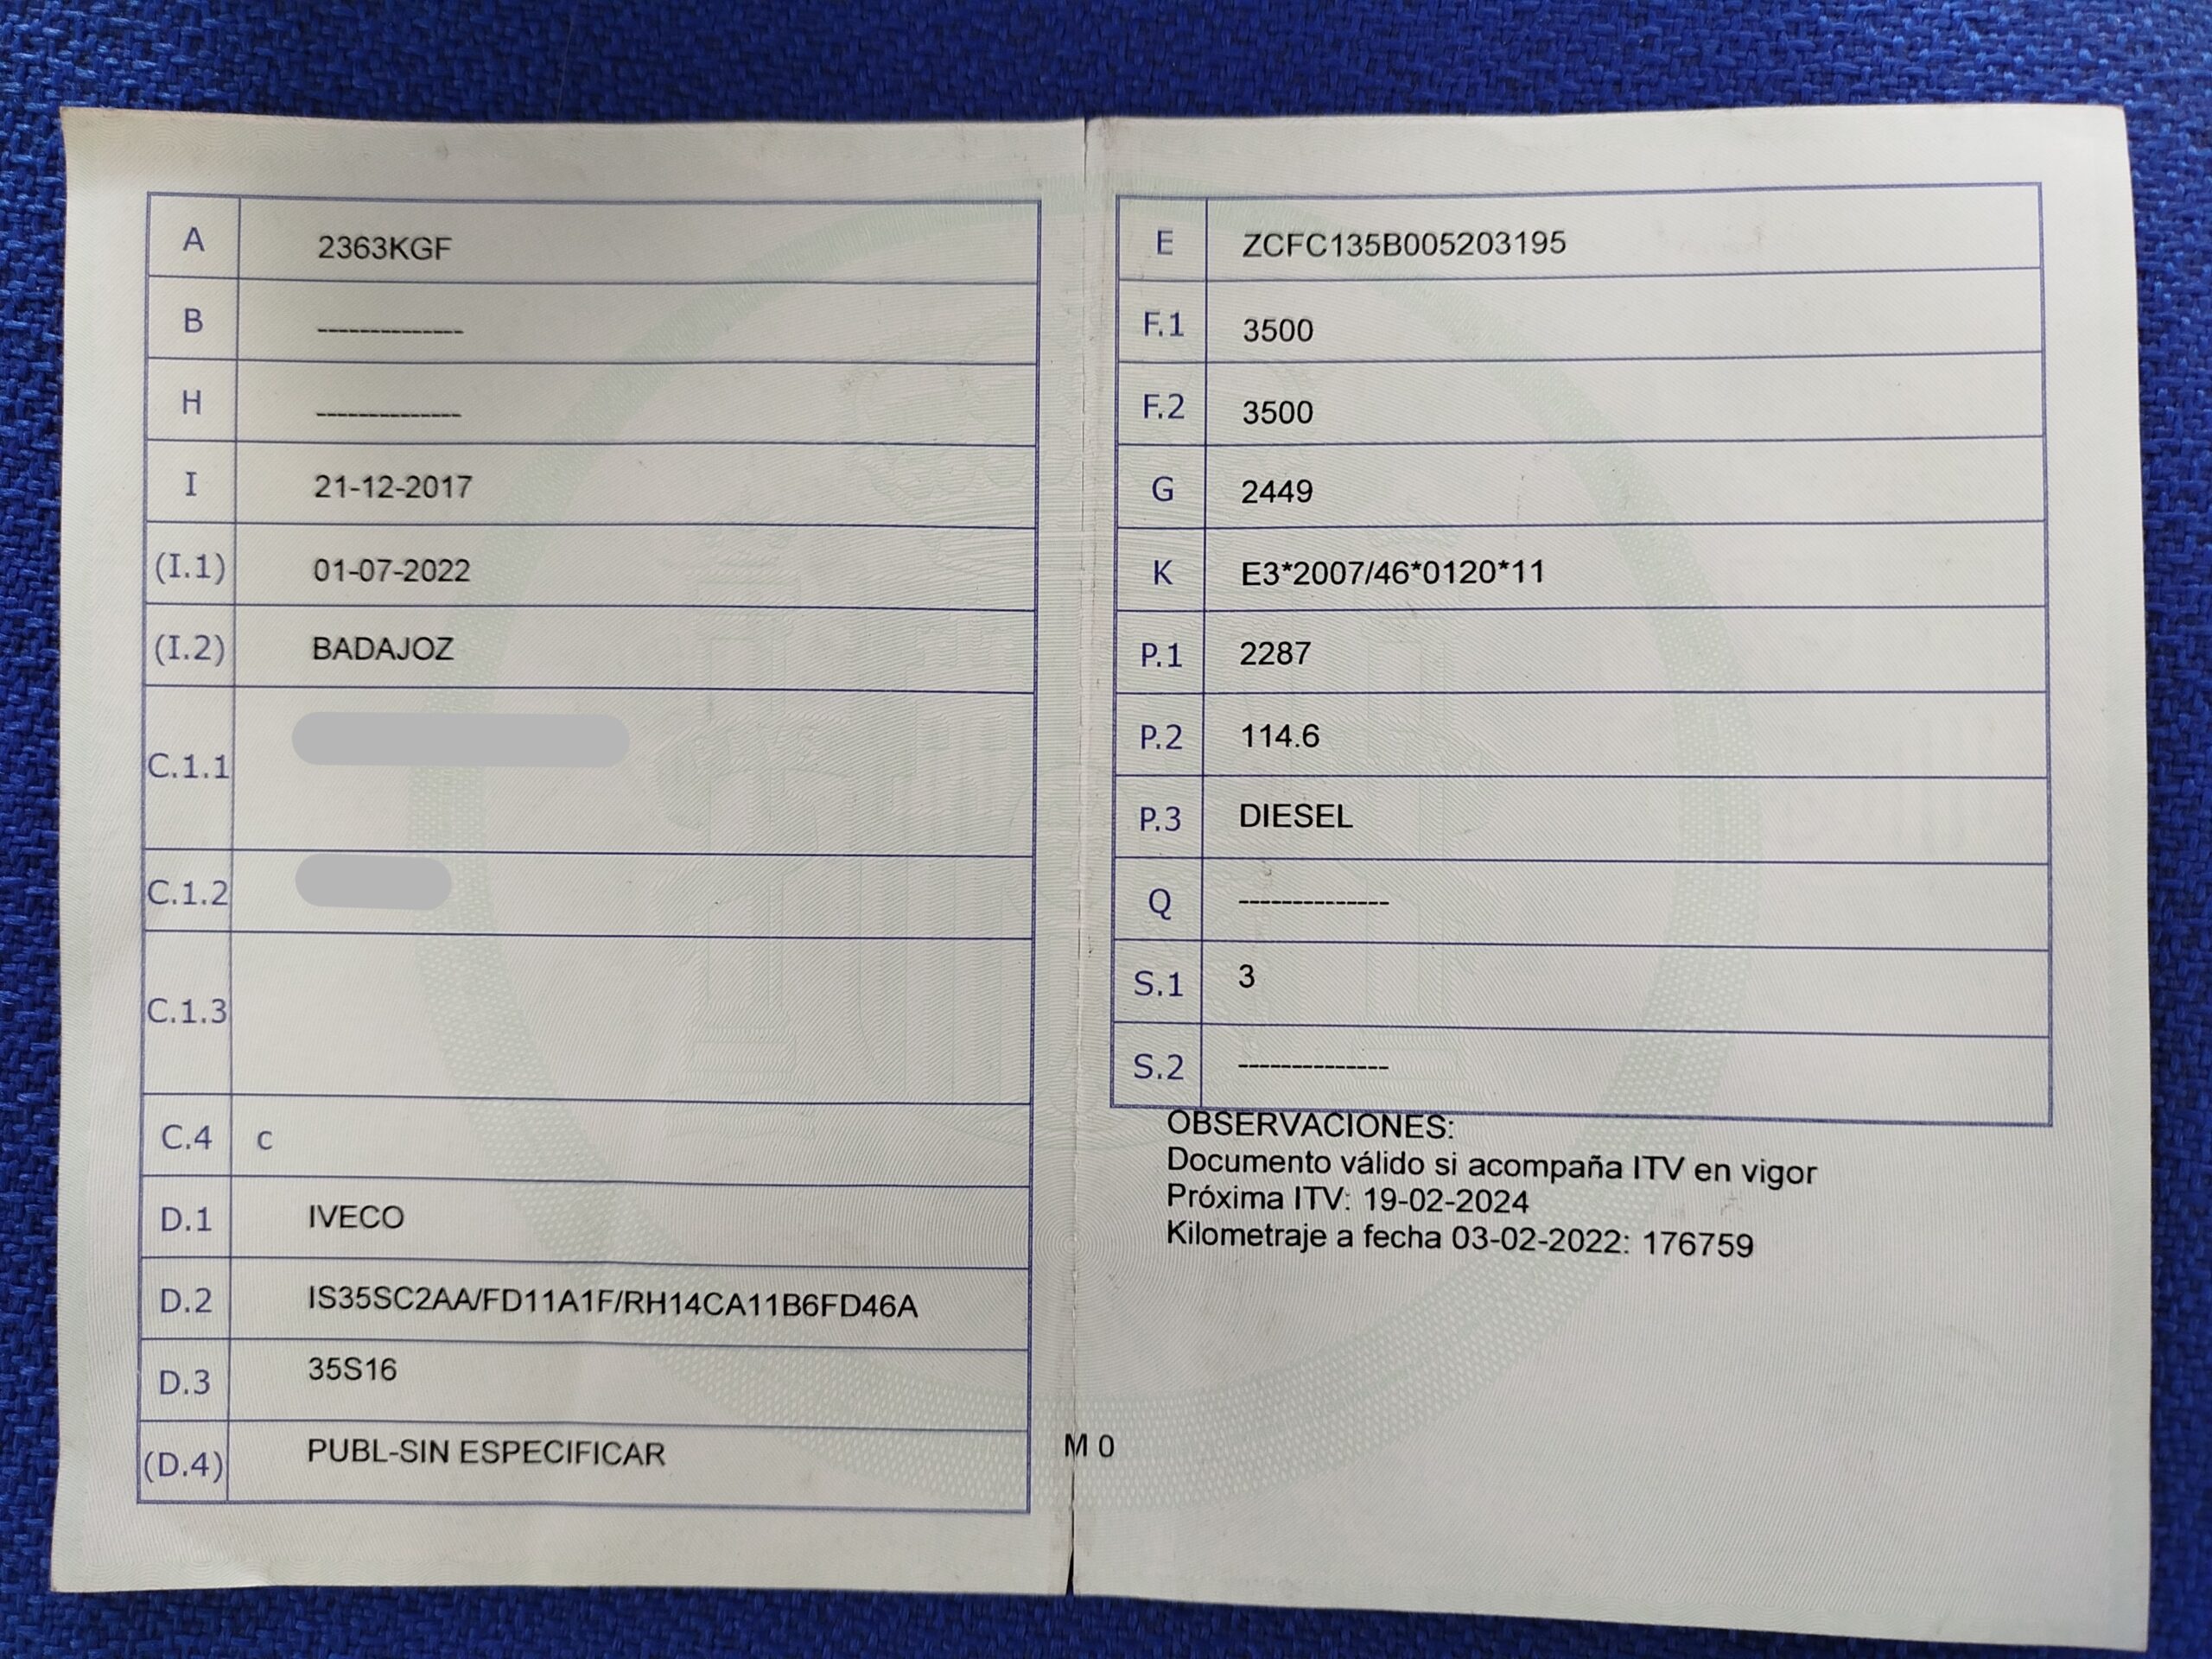 A 2363KGF
B --------------
H --------------
I 21-12-2017
(I.1) 01-07-2022
(I.2) BADAJOZ
C.1.1
C.1.2
C.1.3
C.4 c
D.1 IVECO
D.2 IS35SC2AA/FD11A1F/RH14CA11B6FD46A
D.3 35S16
(D.4) PUBL-SIN ESPECIFICAR
M 0
E ZCFC135B005203195
F.1 3500
F.2 3500
G 2449
K E3*2007/46*0120*11
P.1 2287
P.2 114.6
P.3 DIESEL
Q --------------
S.1 3
S.2 --------------
OBSERVACIONES:
Documento válido si acompaña ITV en vigor
Próxima ITV: 19-02-2024
Kilometraje a fecha 03-02-2022: 176759